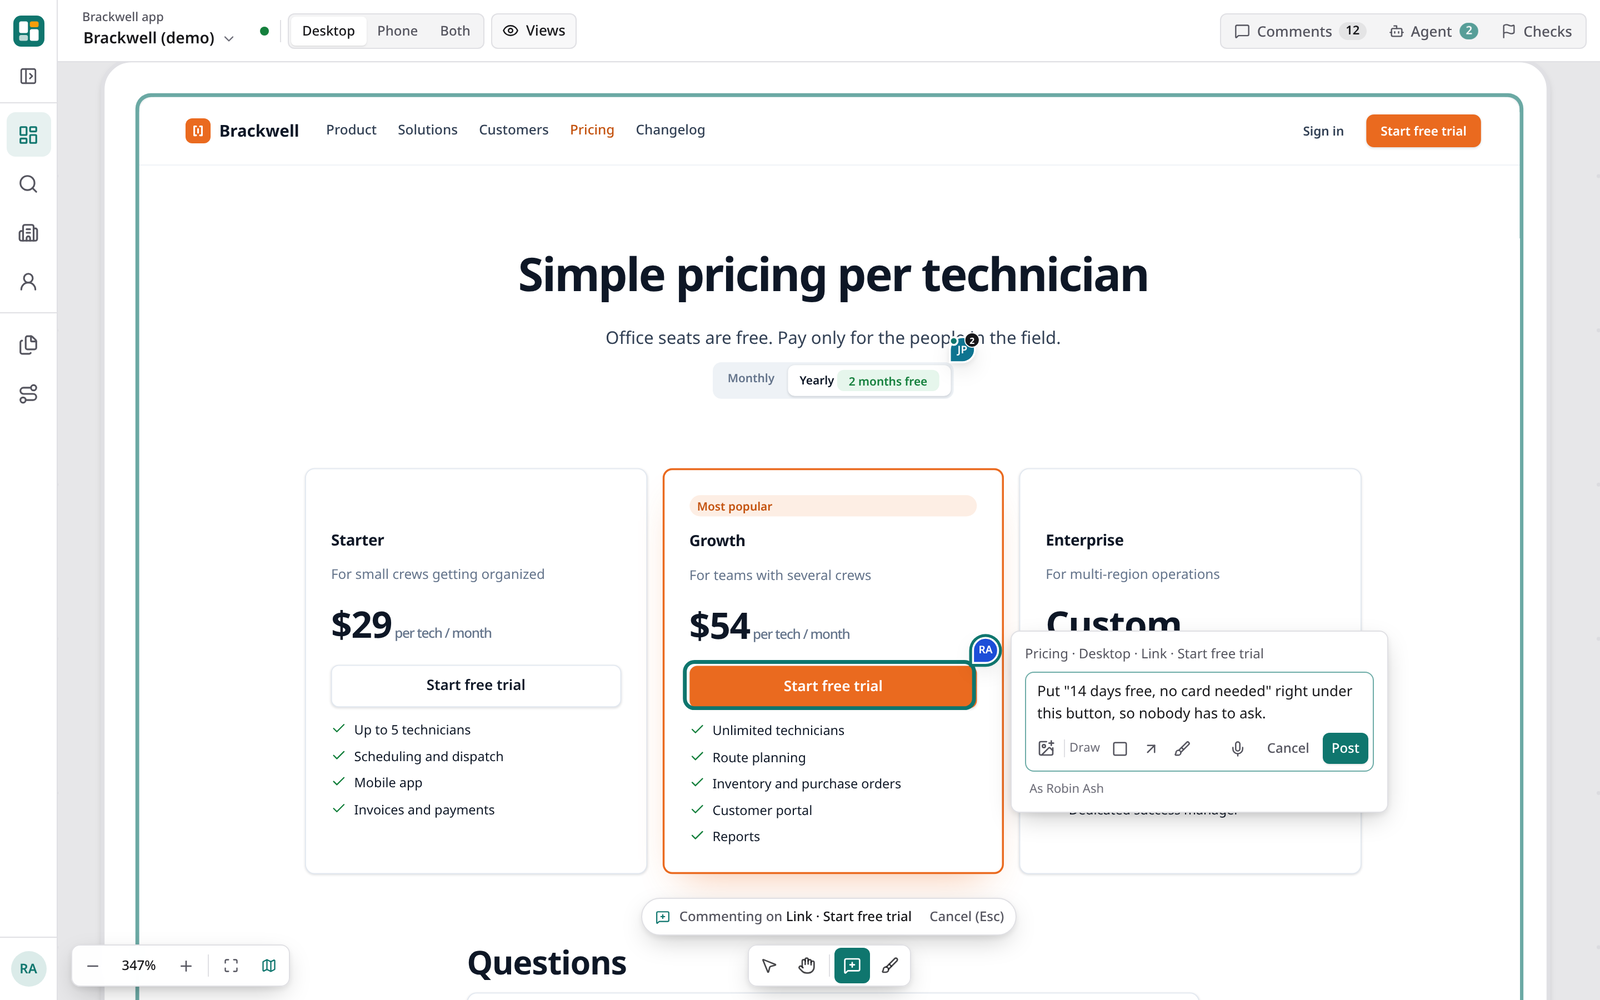 Brackwell app
Brackwell (demo)
Desktop
Phone
Both
Views
Comments 12
Agent 2
Checks
Brackwell
Product
Solutions
Customers
Pricing
Changelog
Sign in
Start free trial
Simple pricing per technician
Office seats are free. Pay only for the people in the field.
JP 2
Monthly
Yearly
2 months free
Starter
For small crews getting organized
$29 per tech / month
Start free trial
Up to 5 technicians
Scheduling and dispatch
Mobile app
Invoices and payments
Most popular
Growth
For teams with several crews
$54 per tech / month
RA
Start free trial
Unlimited technicians
Route planning
Inventory and purchase orders
Customer portal
Reports
Enterprise
For multi-region operations
Custom
Pricing · Desktop · Link · Start free trial
Put "14 days free, no card needed" right under
this button, so nobody has to ask.
Draw
Cancel
Post
As Robin Ash
Dedicated success manager
Commenting on Link · Start free trial
Cancel (Esc)
Questions
RA
347%